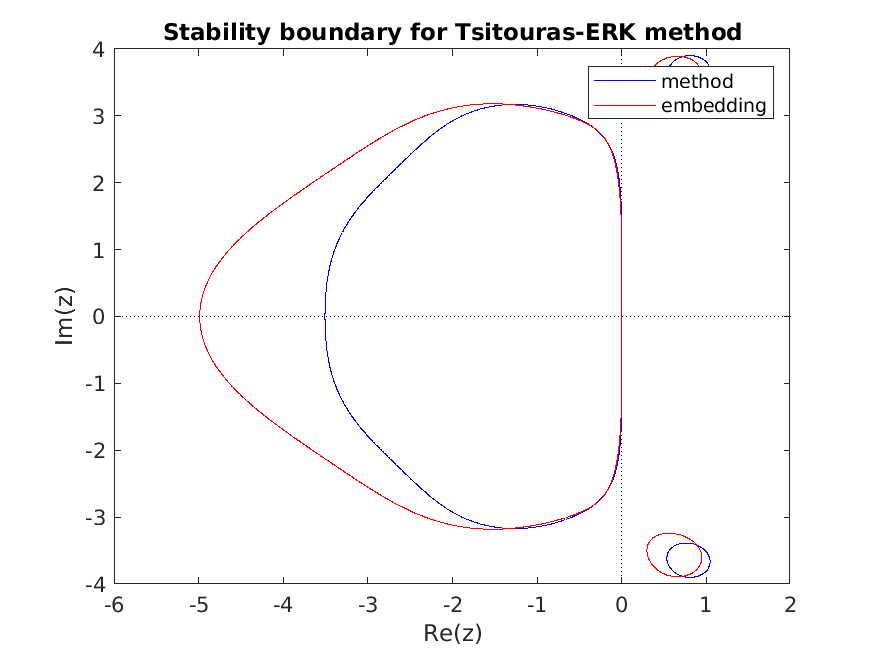 Stability boundary for Tsitouras-ERK method
method
embedding
4
3
2
1
0
-1
-2
-3
-4
Im(z)
-6 -5 -4 -3 -2 -1 0 1 2
Re(z)